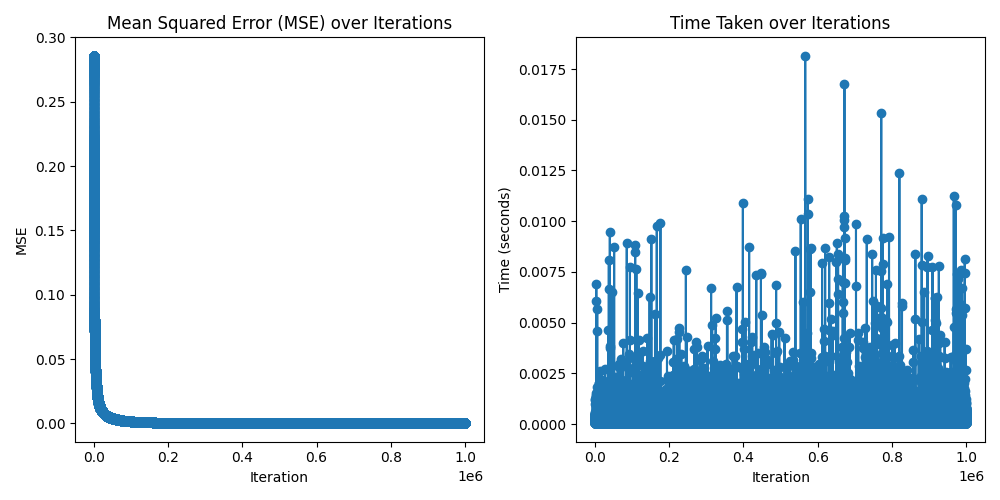 Mean Squared Error (MSE) over Iterations
0.30
0.25
0.20
0.15
0.10
0.05
0.00
MSE
0.0 0.2 0.4 0.6 0.8 1.0
1e6
Iteration
Time Taken over Iterations
0.0175
0.0150
0.0125
0.0100
0.0075
0.0050
0.0025
0.0000
Time (seconds)
0.0 0.2 0.4 0.6 0.8 1.0
1e6
Iteration